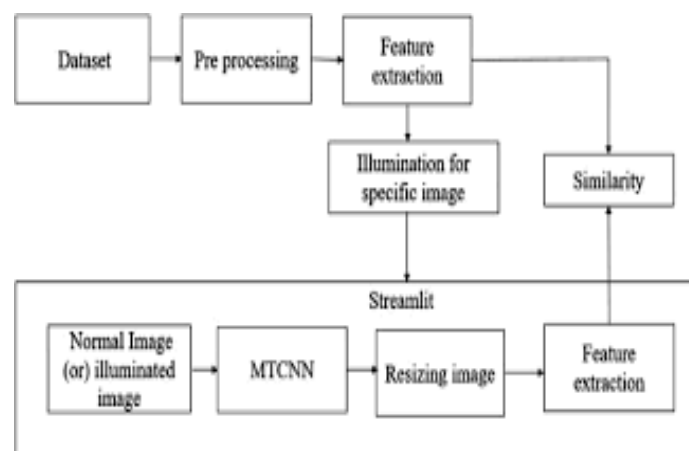 Dataset
Pre processing
Feature
extraction
Illumination for
specific image
Similarity
Streamlit
Normal Image
(or) illuminated
image
MTCNN
Resizing image
Feature
extraction